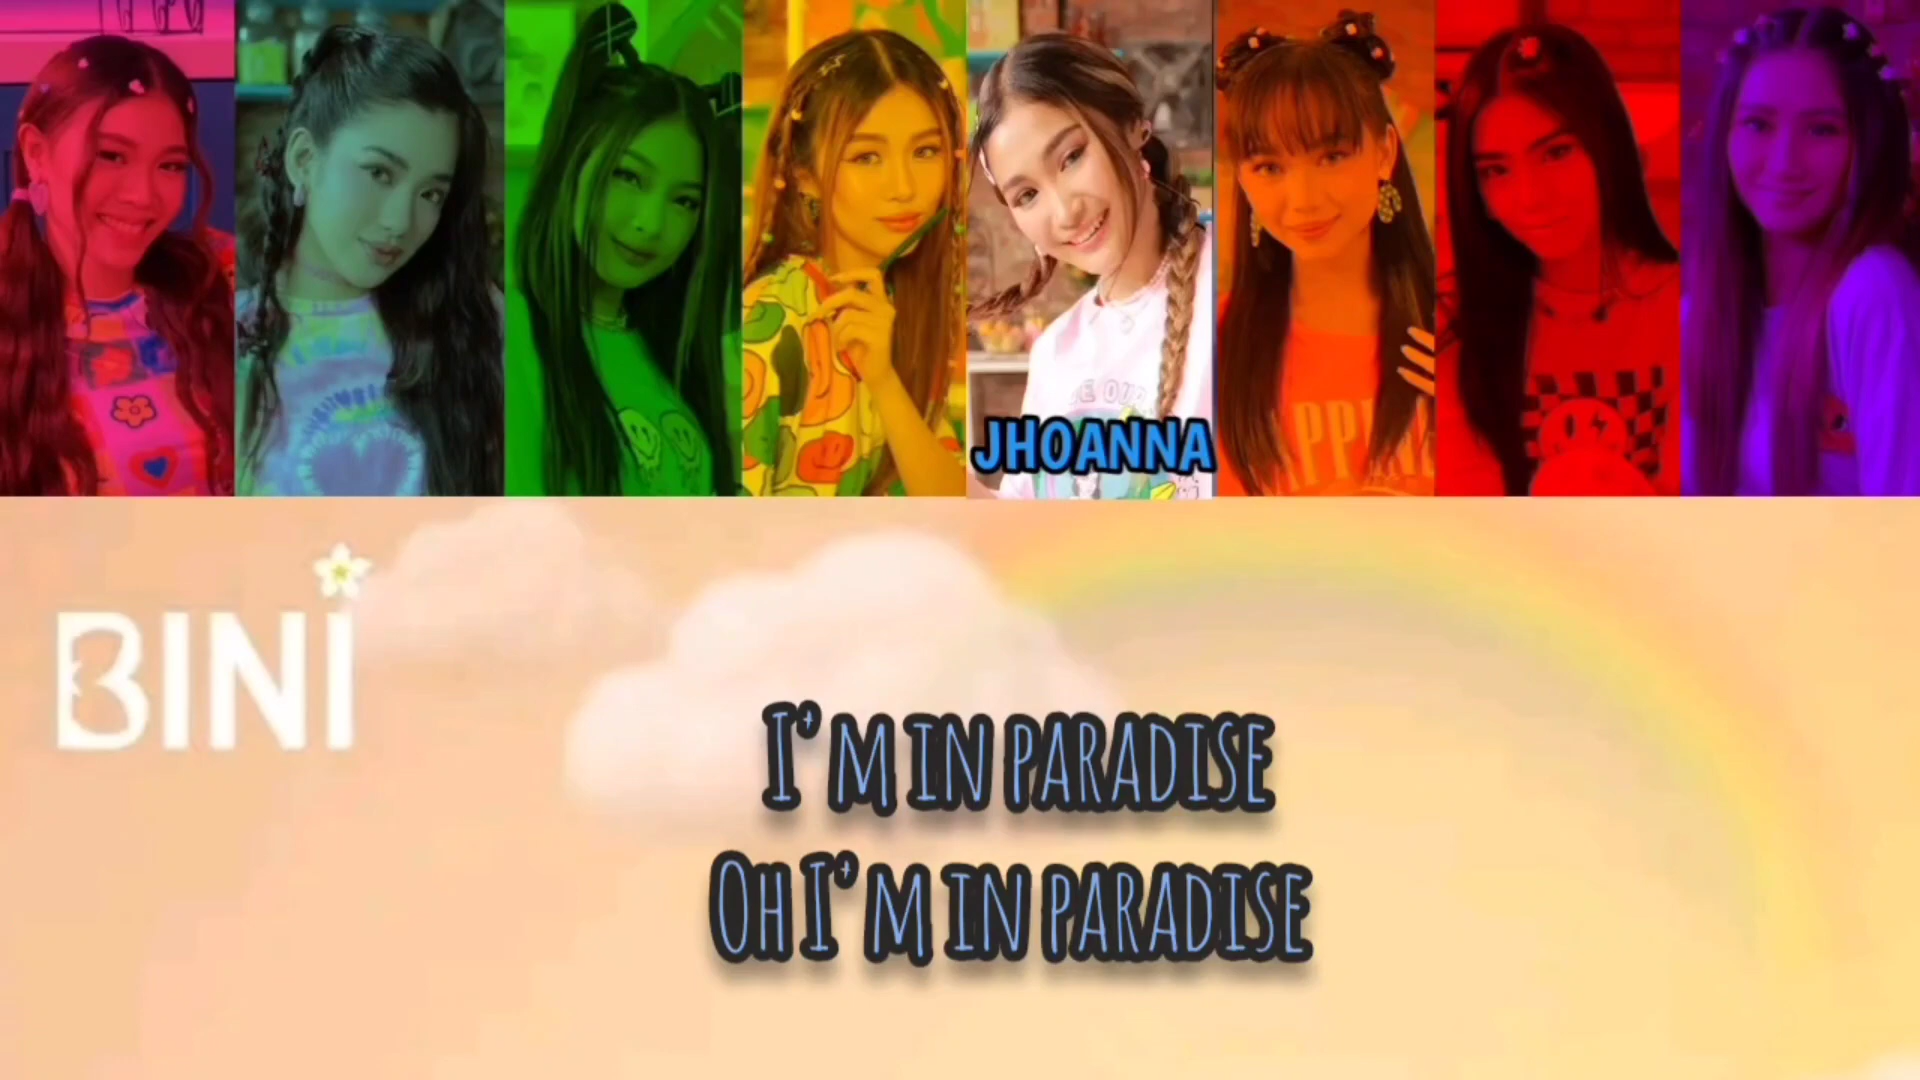 JHOANNA
BINI
I'm in paradise
Oh I'm in paradise